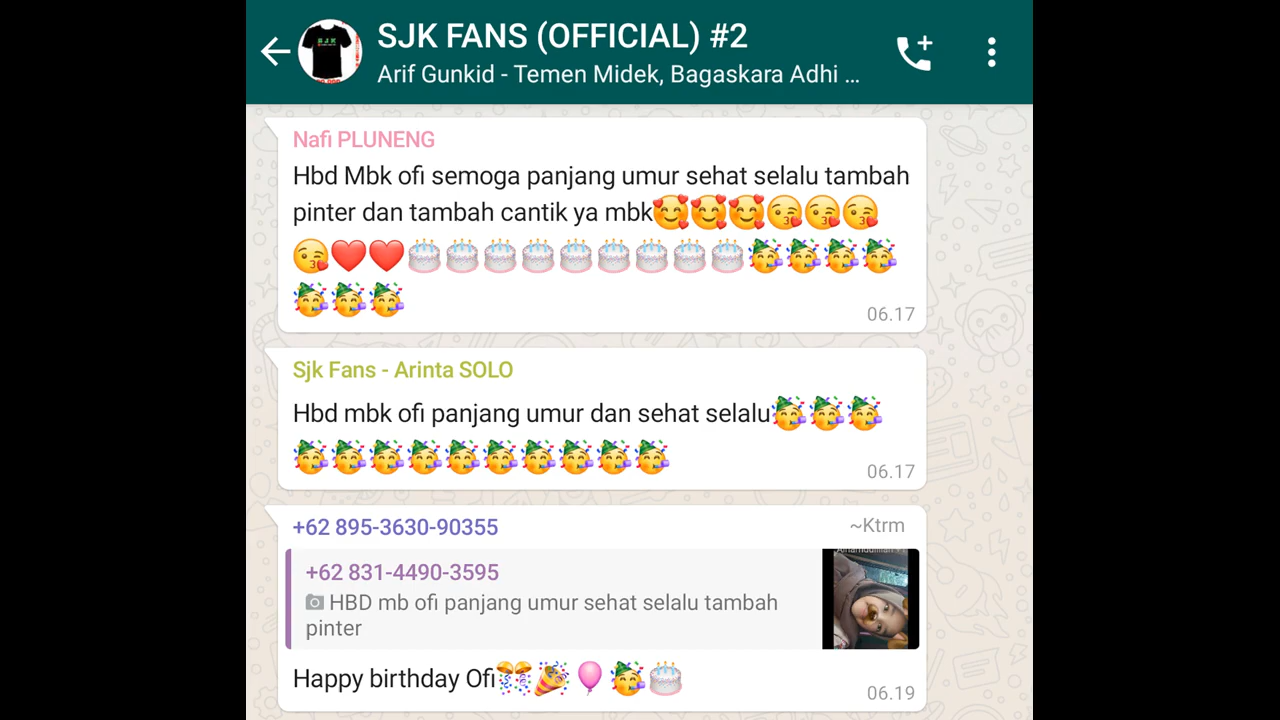 SJK FANS (OFFICIAL) #2
Arif Gunkid - Temen Midek, Bagaskara Adhi ...
SJK
Nafi PLUNENG
Hbd Mbk ofi semoga panjang umur sehat selalu tambah
pinter dan tambah cantik ya mbk🥰🥰🥰😘😘😘
😘❤️❤️🎂🎂🎂🎂🎂🎂🎂🎂🎂🥳🥳🥳🥳
🥳🥳🥳
06.17
Sjk Fans - Arinta SOLO
Hbd mbk ofi panjang umur dan sehat selalu🥳🥳🥳
🥳🥳🥳🥳🥳🥳🥳🥳🥳🥳
06.17
+62 895-3630-90355 ~Ktrm
+62 831-4490-3595
HBD mb ofi panjang umur sehat selalu tambah
pinter
Happy birthday Ofi🎊🎉🎈🥳🎂
06.19